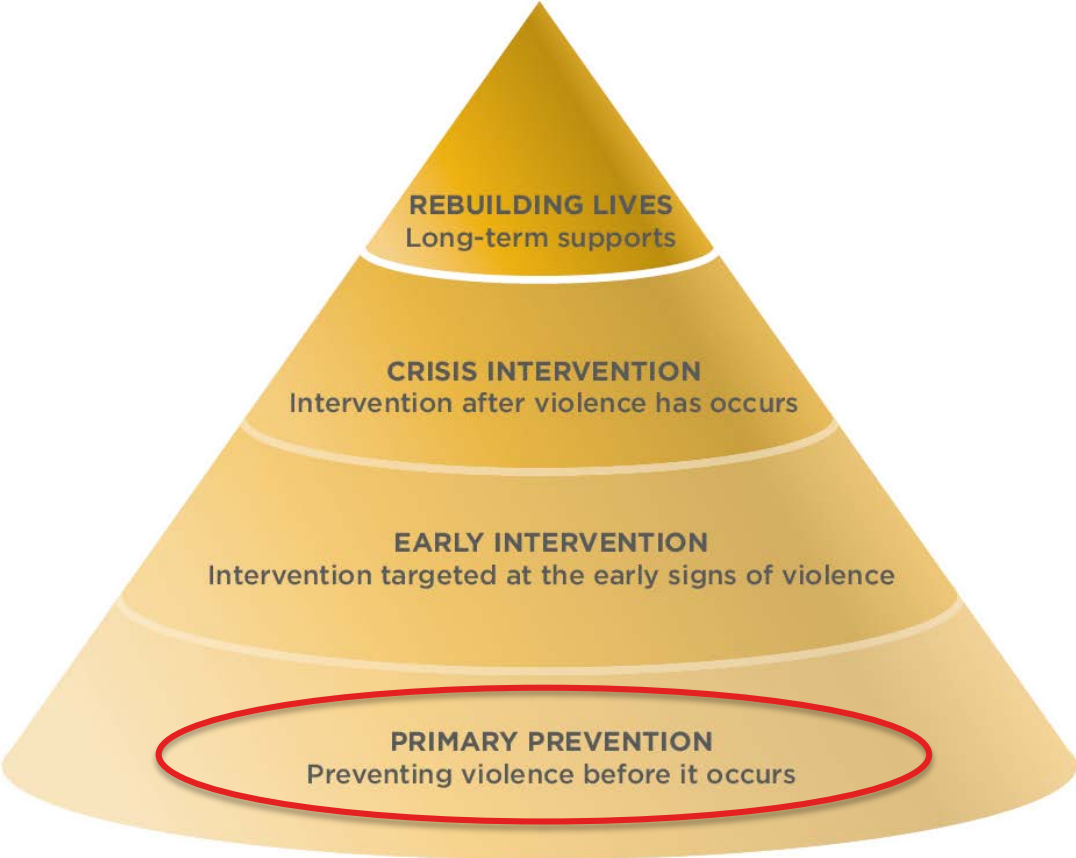 REBUILDING LIVES
Long-term supports
CRISIS INTERVENTION
Intervention after violence has occurs
EARLY INTERVENTION
Intervention targeted at the early signs of violence
PRIMARY PREVENTION
Preventing violence before it occurs